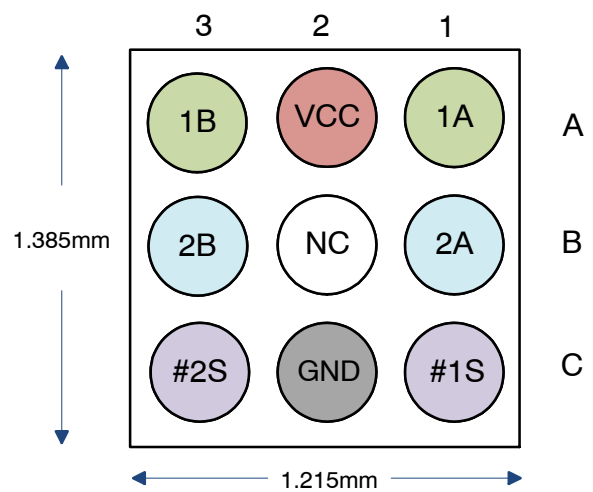 3 2 1
1B VCC 1A A
1.385mm 2B NC 2A B
#2S GND #1S C
1.215mm